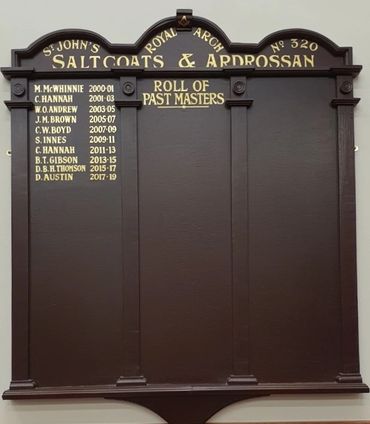 ST JOHN'S ROYAL ARCH No 320
SALTCOATS & ARDROSSAN
ROLL OF
PAST MASTERS
M. McWHINNIE 2000-01
C. HANNAH 2001-03
W.O. ANDREW 2003-05
J.M. BROWN 2005-07
C.W. BOYD 2007-09
S. INNES 2009-11
C. HANNAH 2011-13
B.T. GIBSON 2013-15
D.B.H. THOMSON 2015-17
D. AUSTIN 2017-19